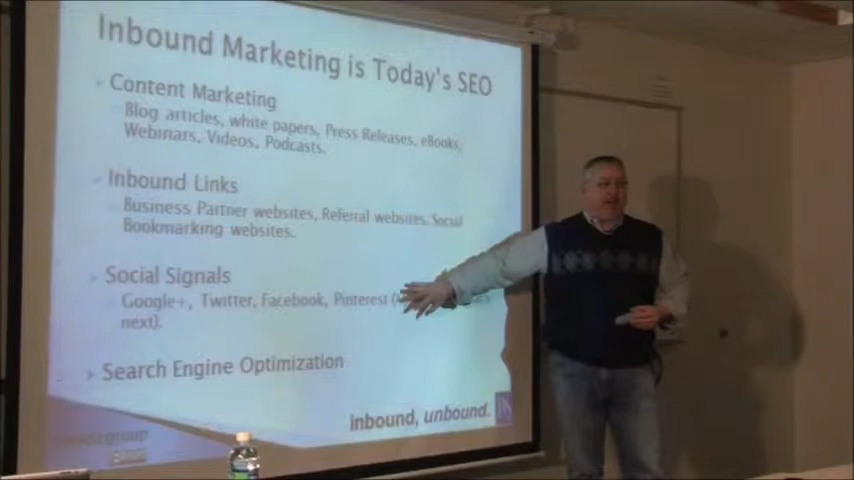 Inbound Marketing is Today's SEO
Content Marketing
Blog articles, white papers, Press Releases, eBooks,
Webinars, Videos, Podcasts.
Inbound Links
Business Partner websites, Referral websites. Social
Bookmarking websites.
Social Signals
Google+, Twitter, Facebook, Pinterest
next).
Search Engine Optimization
inbound, unbound.